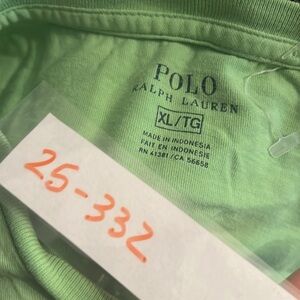 POLO
RALPH LAUREN
XL/TG
MADE IN INDONESIA
FAIT EN INDONESIE
RN 41381/CA 56658
25-332